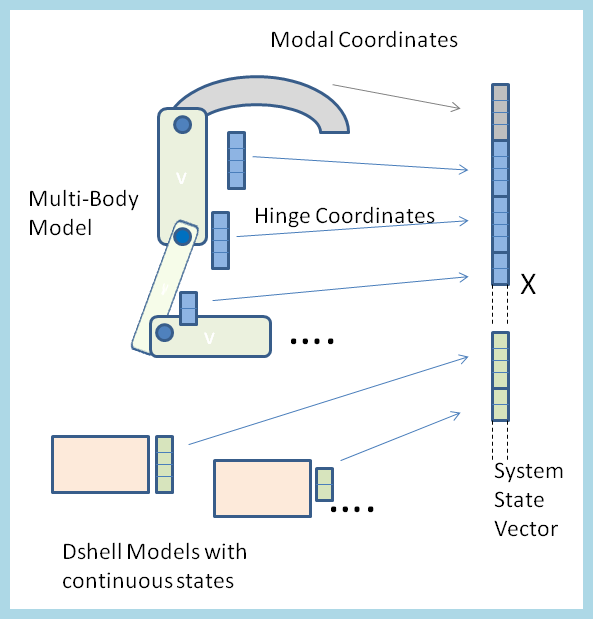 Modal Coordinates
v
Multi-Body
Model
Hinge Coordinates
X
v
....
System
State
Vector
....
Dshell Models with
continuous states